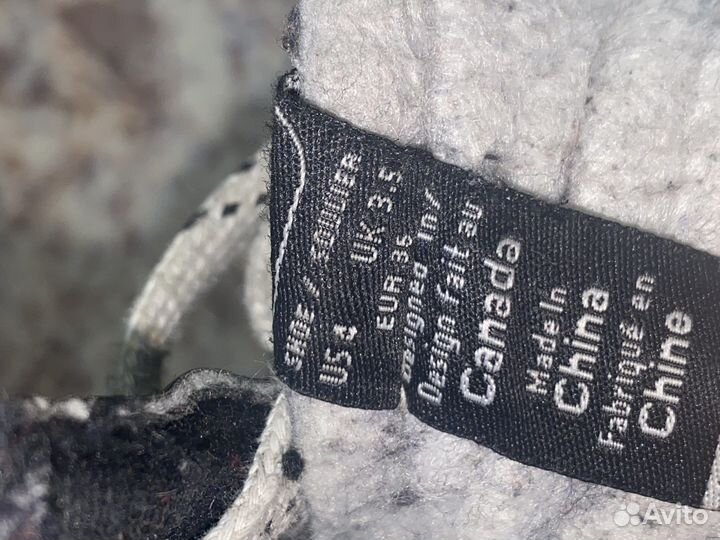 SHOE / SOULIER
US 4
UK 3.5
EUR 36
Designed in/
Design fait au
Canada
Made In
China
Fabriqué en
Chine
Avito